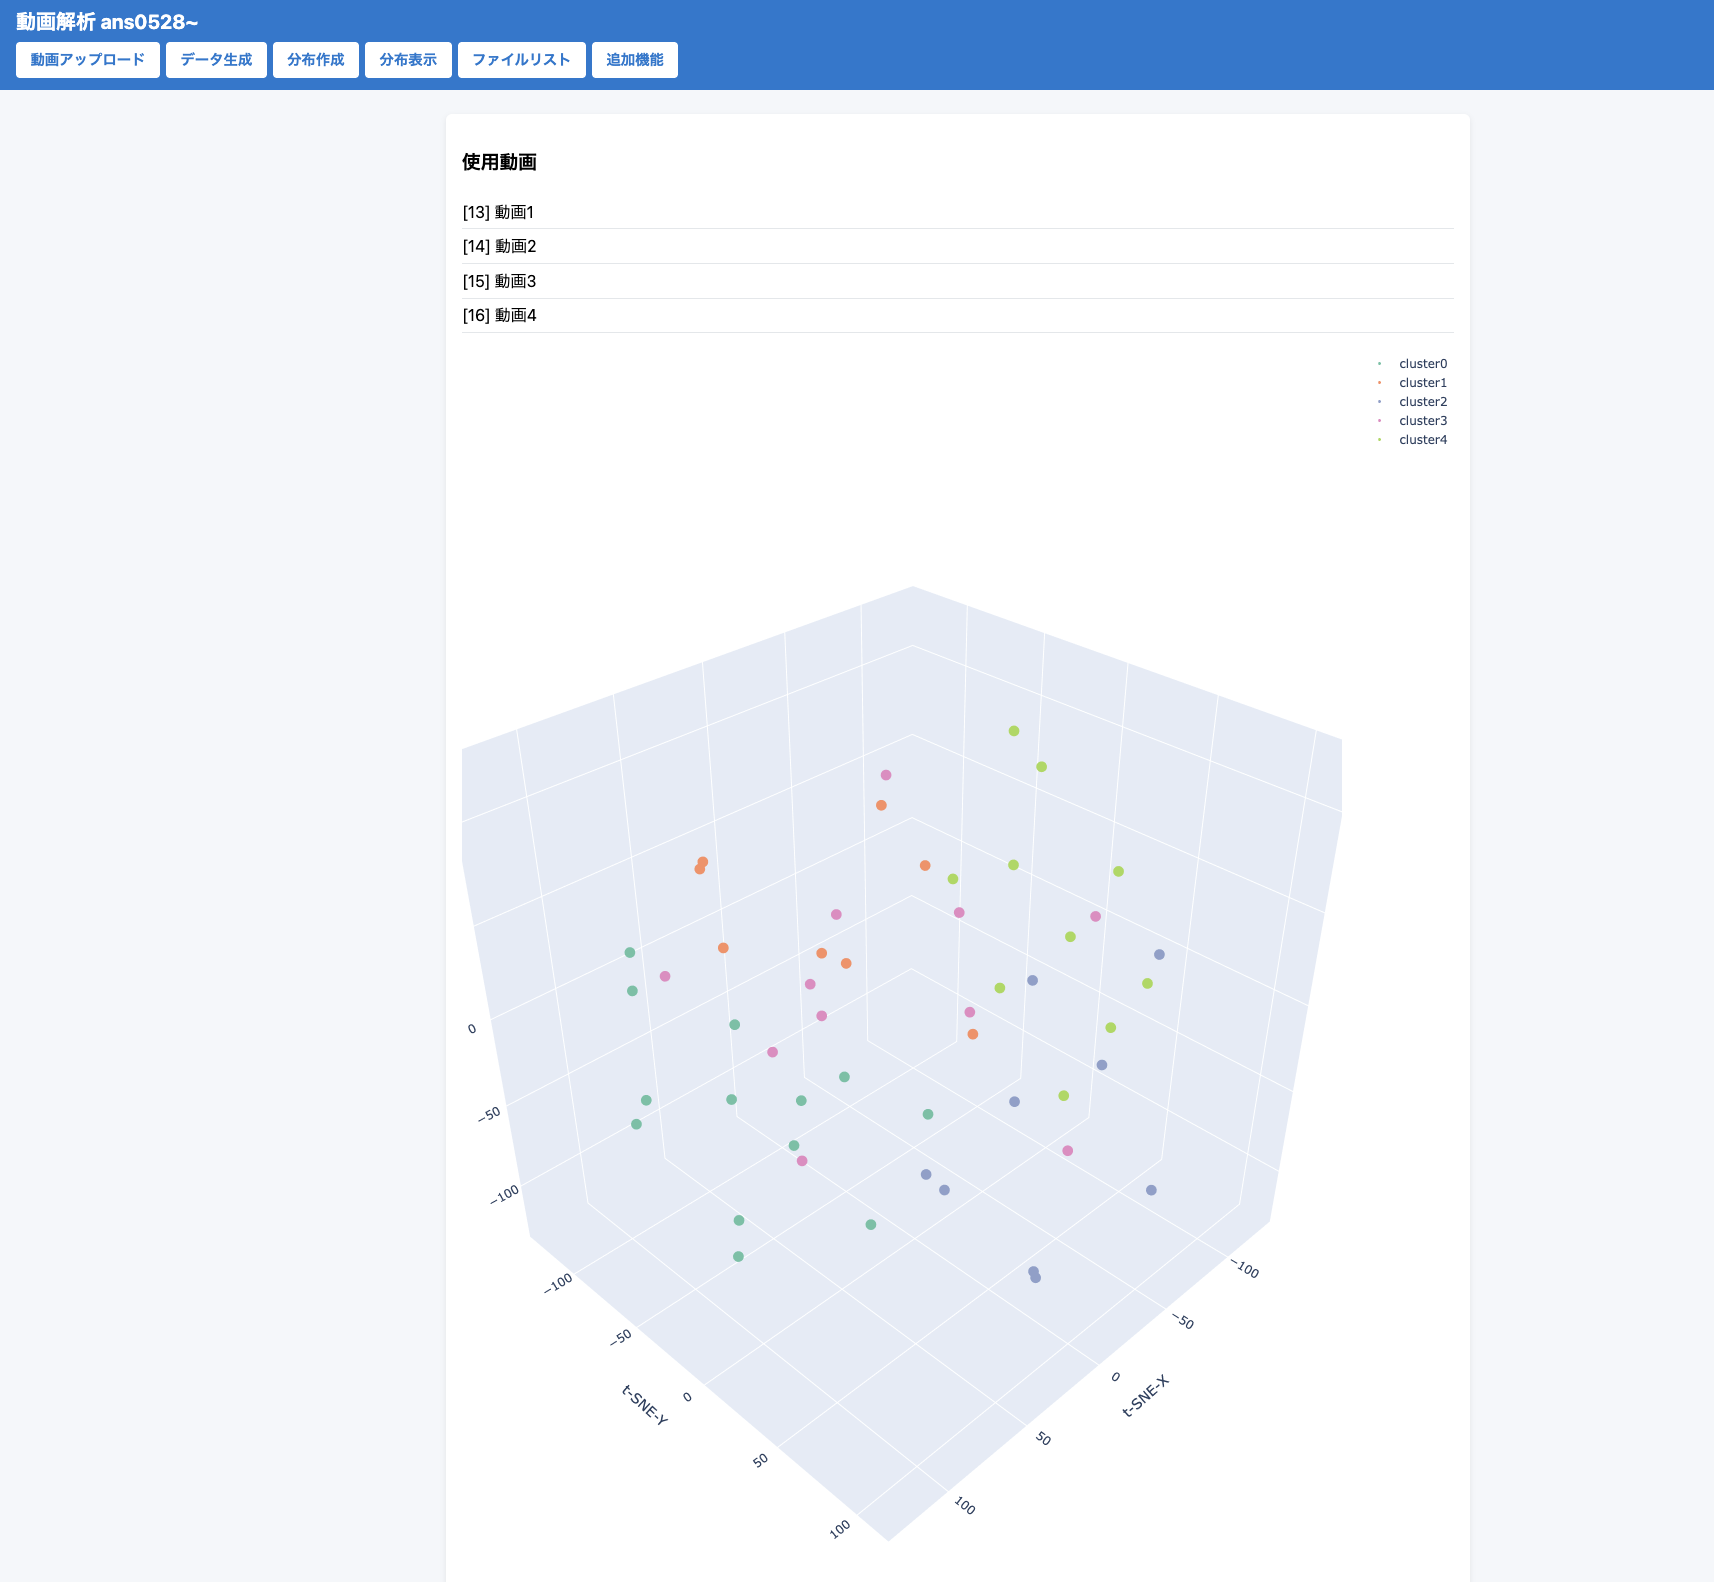 動画解析 ans0528~
動画アップロード データ生成 分布作成 分布表示 ファイルリスト 追加機能
使用動画
[13] 動画1
[14] 動画2
[15] 動画3
[16] 動画4
cluster0
cluster1
cluster2
cluster3
cluster4
0
−50
−100
−100
−50
0
50
100
t-SNE-Y
−100
−50
0
50
100
t-SNE-X